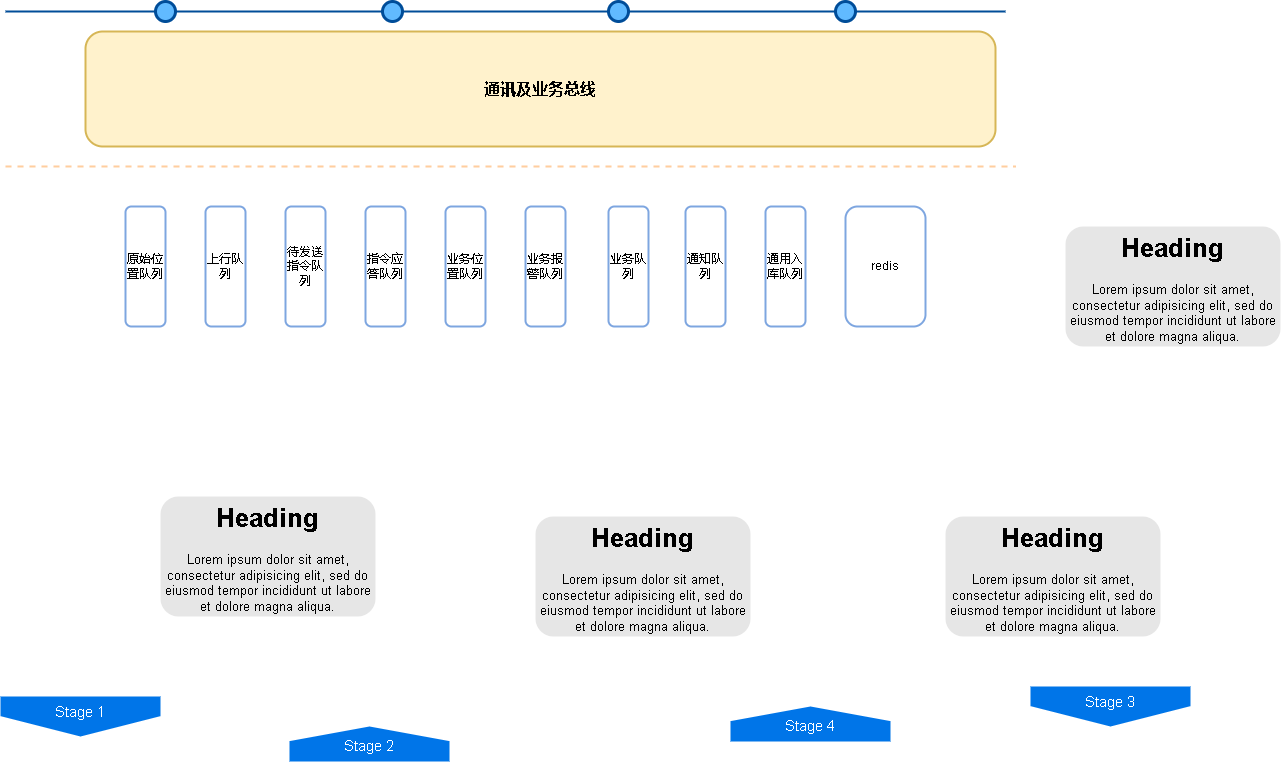 通讯及业务总线
原始位
置队列
上行队
列
待发送
指令队
列
指令应
答队列
业务位
置队列
业务报
警队列
业务队
列
通知队
列
通用入
库队列
redis
Heading
Lorem ipsum dolor sit amet,
consectetur adipisicing elit, sed do
eiusmod tempor incididunt ut labore
et dolore magna aliqua.
Heading
Lorem ipsum dolor sit amet,
consectetur adipisicing elit, sed do
eiusmod tempor incididunt ut labore
et dolore magna aliqua.
Heading
Lorem ipsum dolor sit amet,
consectetur adipisicing elit, sed do
eiusmod tempor incididunt ut labore
et dolore magna aliqua.
Heading
Lorem ipsum dolor sit amet,
consectetur adipisicing elit, sed do
eiusmod tempor incididunt ut labore
et dolore magna aliqua.
Stage 1
Stage 2
Stage 4
Stage 3